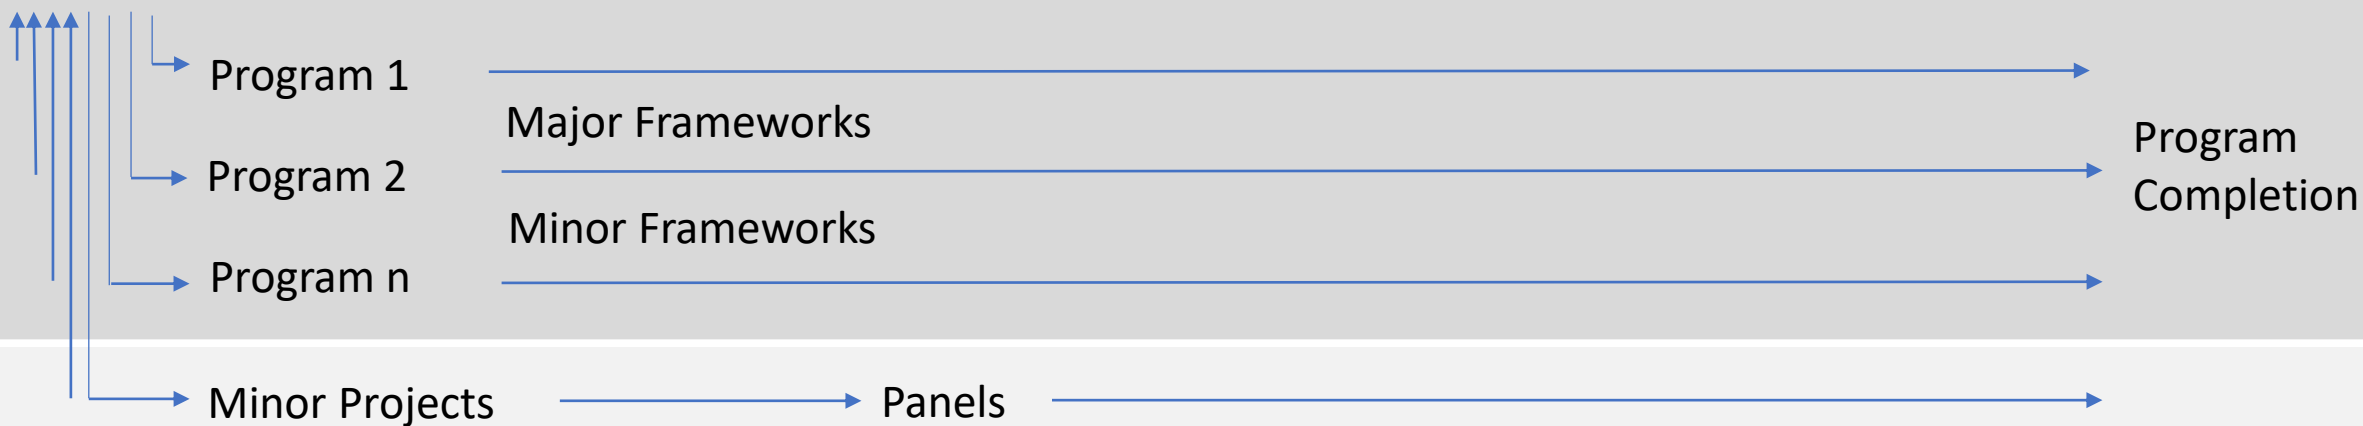 Program 1
Major Frameworks
Program 2
Minor Frameworks
Program n
Program
Completion
Minor Projects
Panels